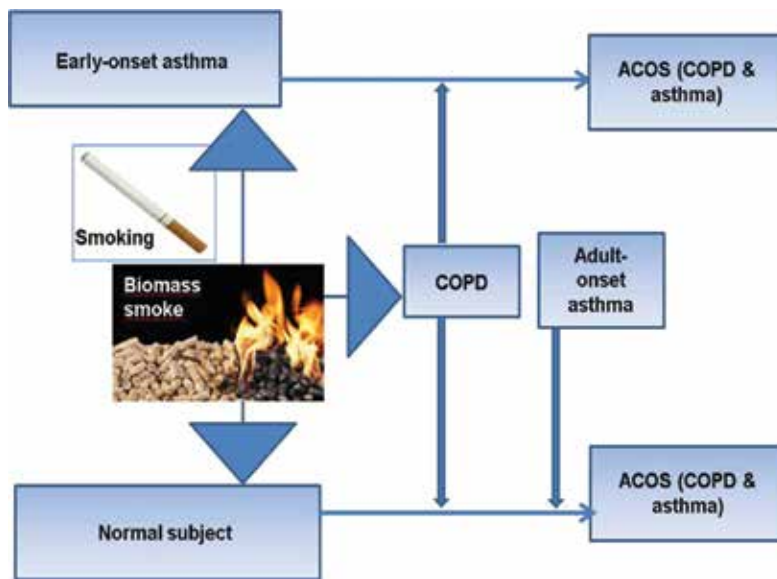 Early-onset asthma
ACOS (COPD &
asthma)
Smoking
Biomass
smoke
COPD
Adult-
onset
asthma
Normal subject
ACOS (COPD &
asthma)